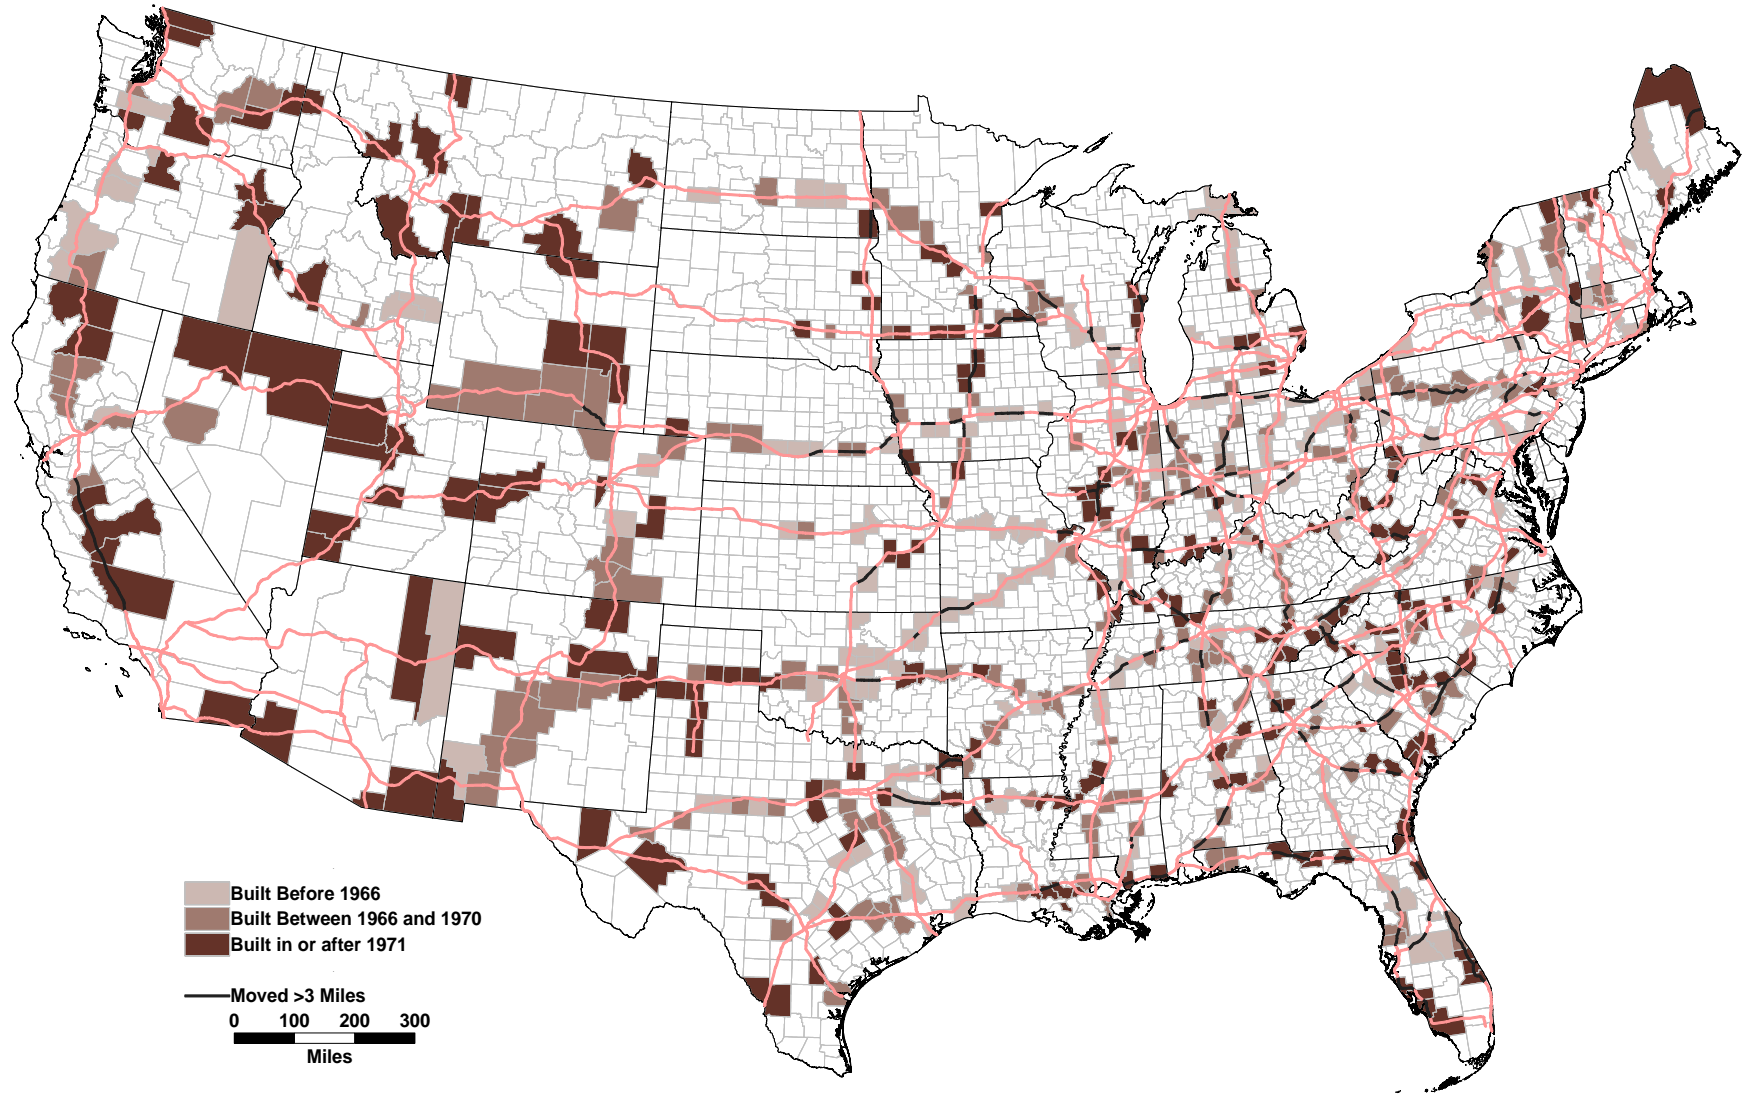 Built Before 1966
Built Between 1966 and 1970
Built in or after 1971
Moved >3 Miles
0 100 200 300
Miles